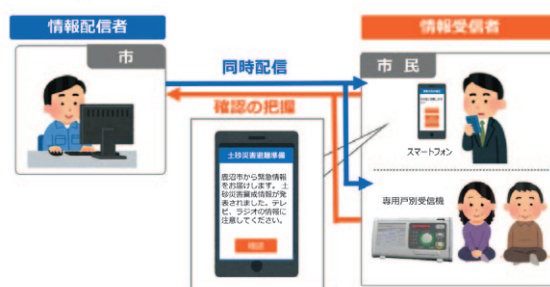 情報配信者
情報受信者
市
市民
同時配信
確認の把握
スマートフォン
土砂災害避難準備
鹿沼市から緊急情報
をお届けします。土
砂災害警戒情報が発
表されました。テレ
ビ、ラジオの情報に
注意してください。
確認
専用戸別受信機